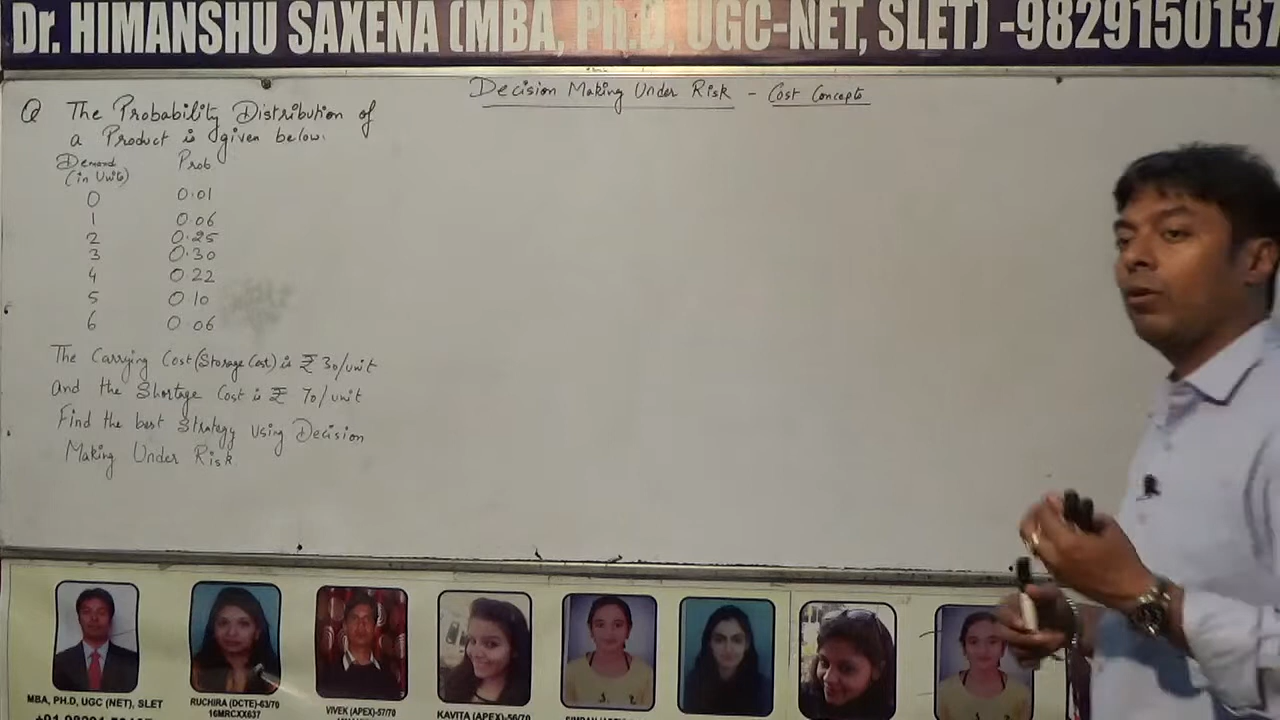 Dr. HIMANSHU SAXENA (MBA, Ph.D, UGC-NET, SLET) -9829150137
Decision Making Under Risk - Cost Concepts
Q The Probability Distribution of
a Product is given below.
Demand Prob
(in Units)
0 0.01
1 0.06
2 0.25
3 0.30
4 0.22
5 0.10
6 0.06
The Carrying Cost (Storage Cost) is ₹ 30/unit
and the Shortage Cost is ₹ 70/unit
Find the best Strategy using Decision
Making Under Risk.
MBA, PH.D, UGC (NET), SLET
RUCHIRA (DCTE)-63/70
16MRCXX637
VIVEK (APEX)-57/70
KAVITA (APEX)-56/70